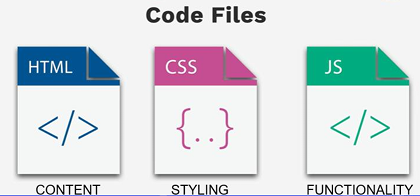 Code Files
HTML CSS JS
</> {..} </>
CONTENT STYLING FUNCTIONALITY